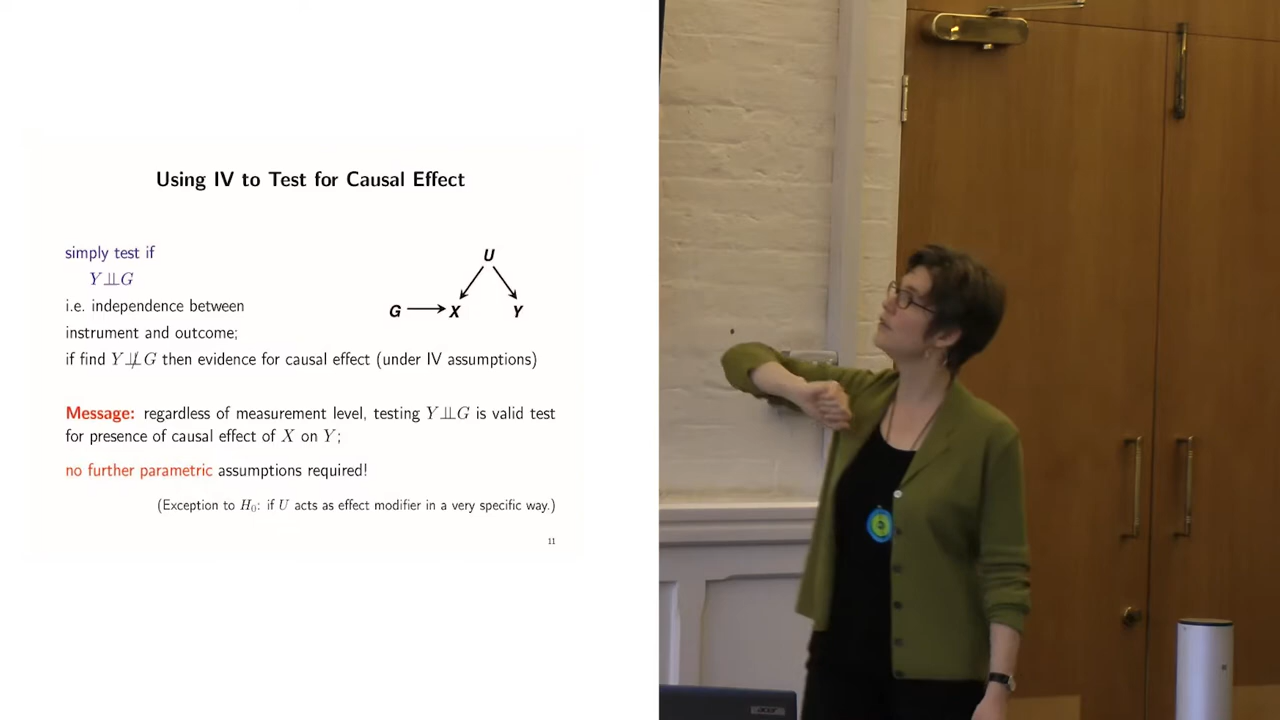 Using IV to Test for Causal Effect
simply test if
Y⊥⊥G
i.e. independence between
instrument and outcome;
if find Y⊥̸⊥G then evidence for causal effect (under IV assumptions)
U
G X Y
Message: regardless of measurement level, testing Y⊥⊥G is valid test
for presence of causal effect of X on Y;
no further parametric assumptions required!
(Exception to H₀: if U acts as effect modifier in a very specific way.)
11
acer